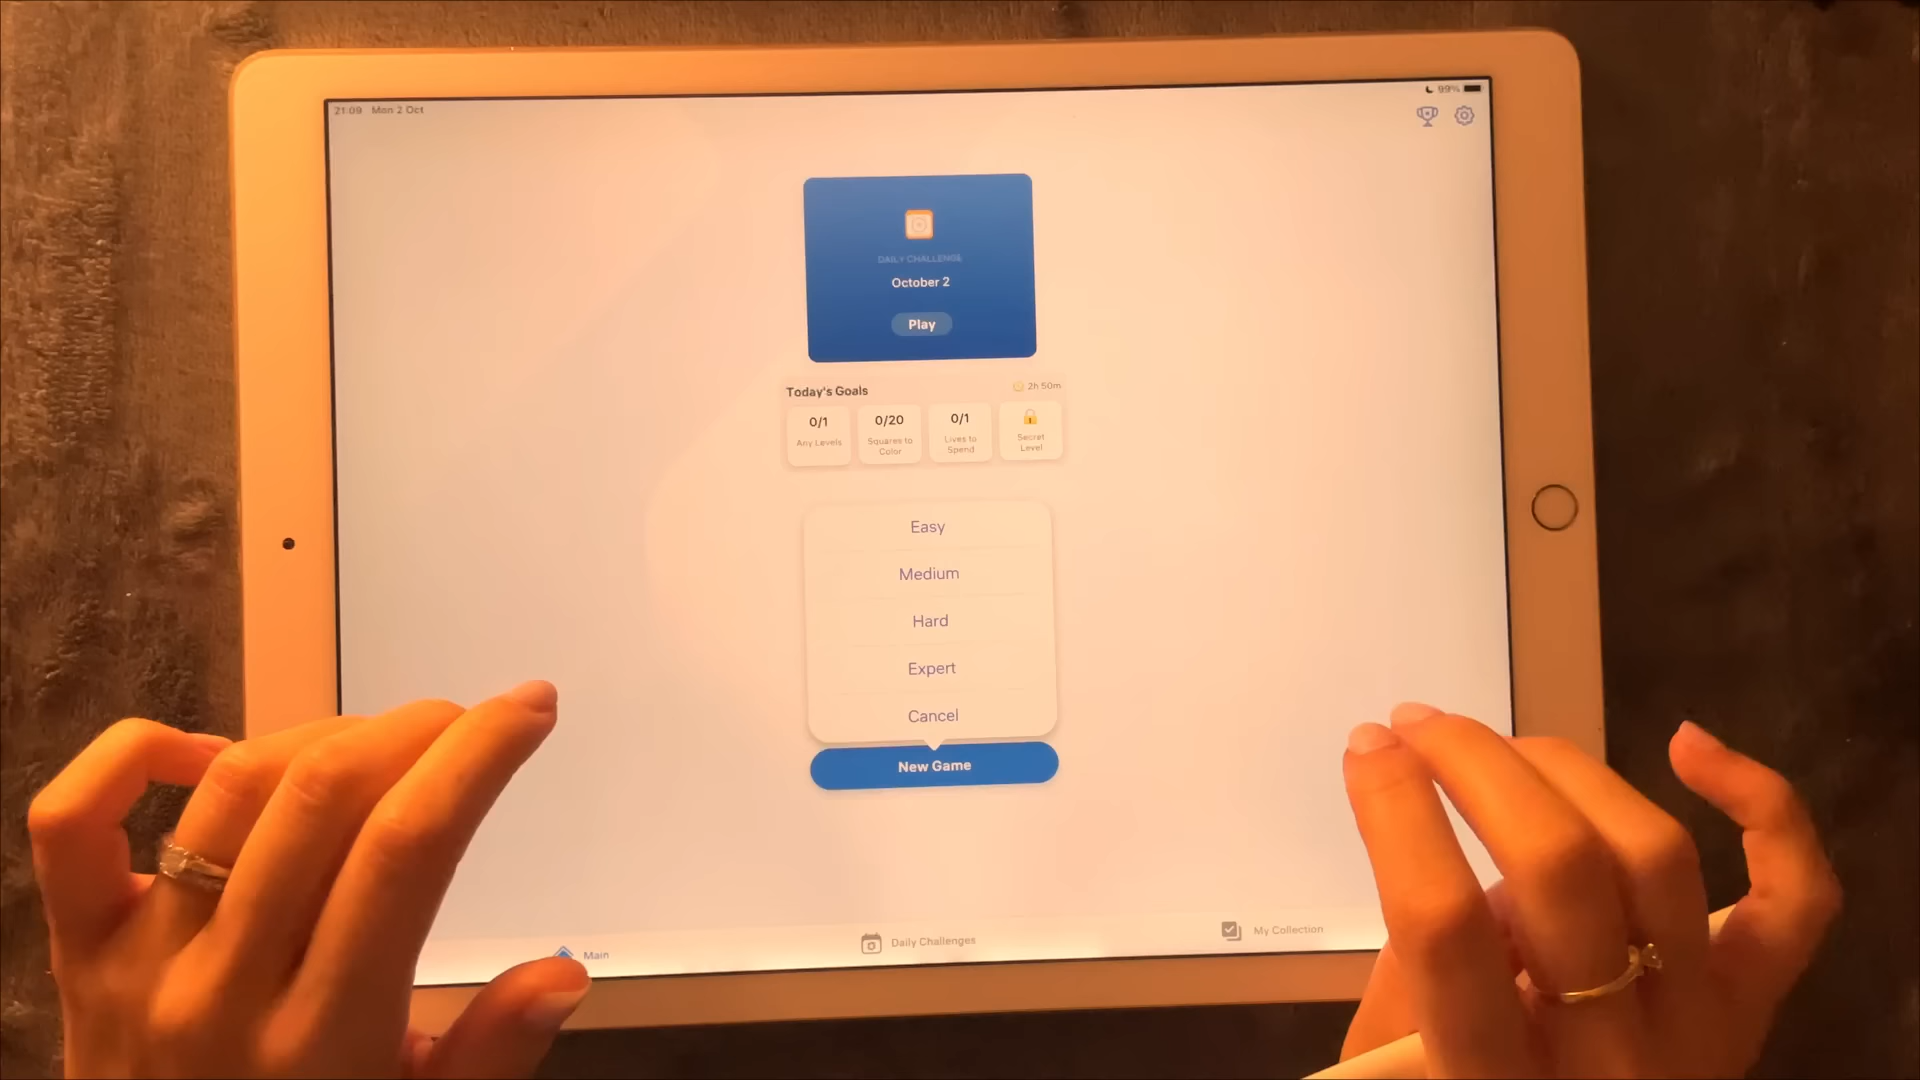 21:09 Mon 2 Oct
99%
DAILY CHALLENGE
October 2
Play
Today's Goals
2h 50m
0/1
Any Levels
0/20
Squares to
Color
0/1
Lives to
Spend
Secret
Level
Easy
Medium
Hard
Expert
Cancel
New Game
Main
Daily Challenges
My Collection